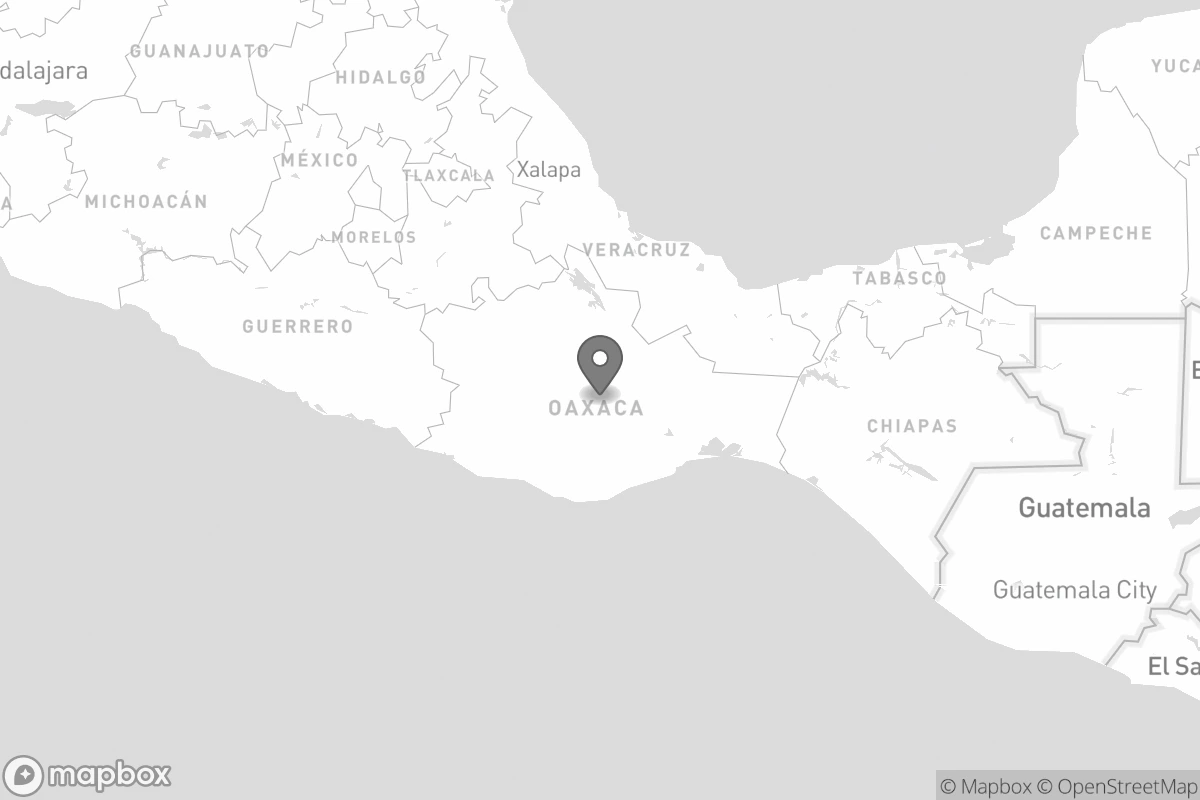 GUANAJUATO
dalajara
HIDALGO
YUCA
MÉXICO
Xalapa
TLAXCALA
A
MICHOACÁN
MORELOS
VERACRUZ
CAMPECHE
TABASCO
GUERRERO
OAXACA
CHIAPAS
Guatemala
Guatemala City
El Sa
mapbox
© Mapbox © OpenStreetMap